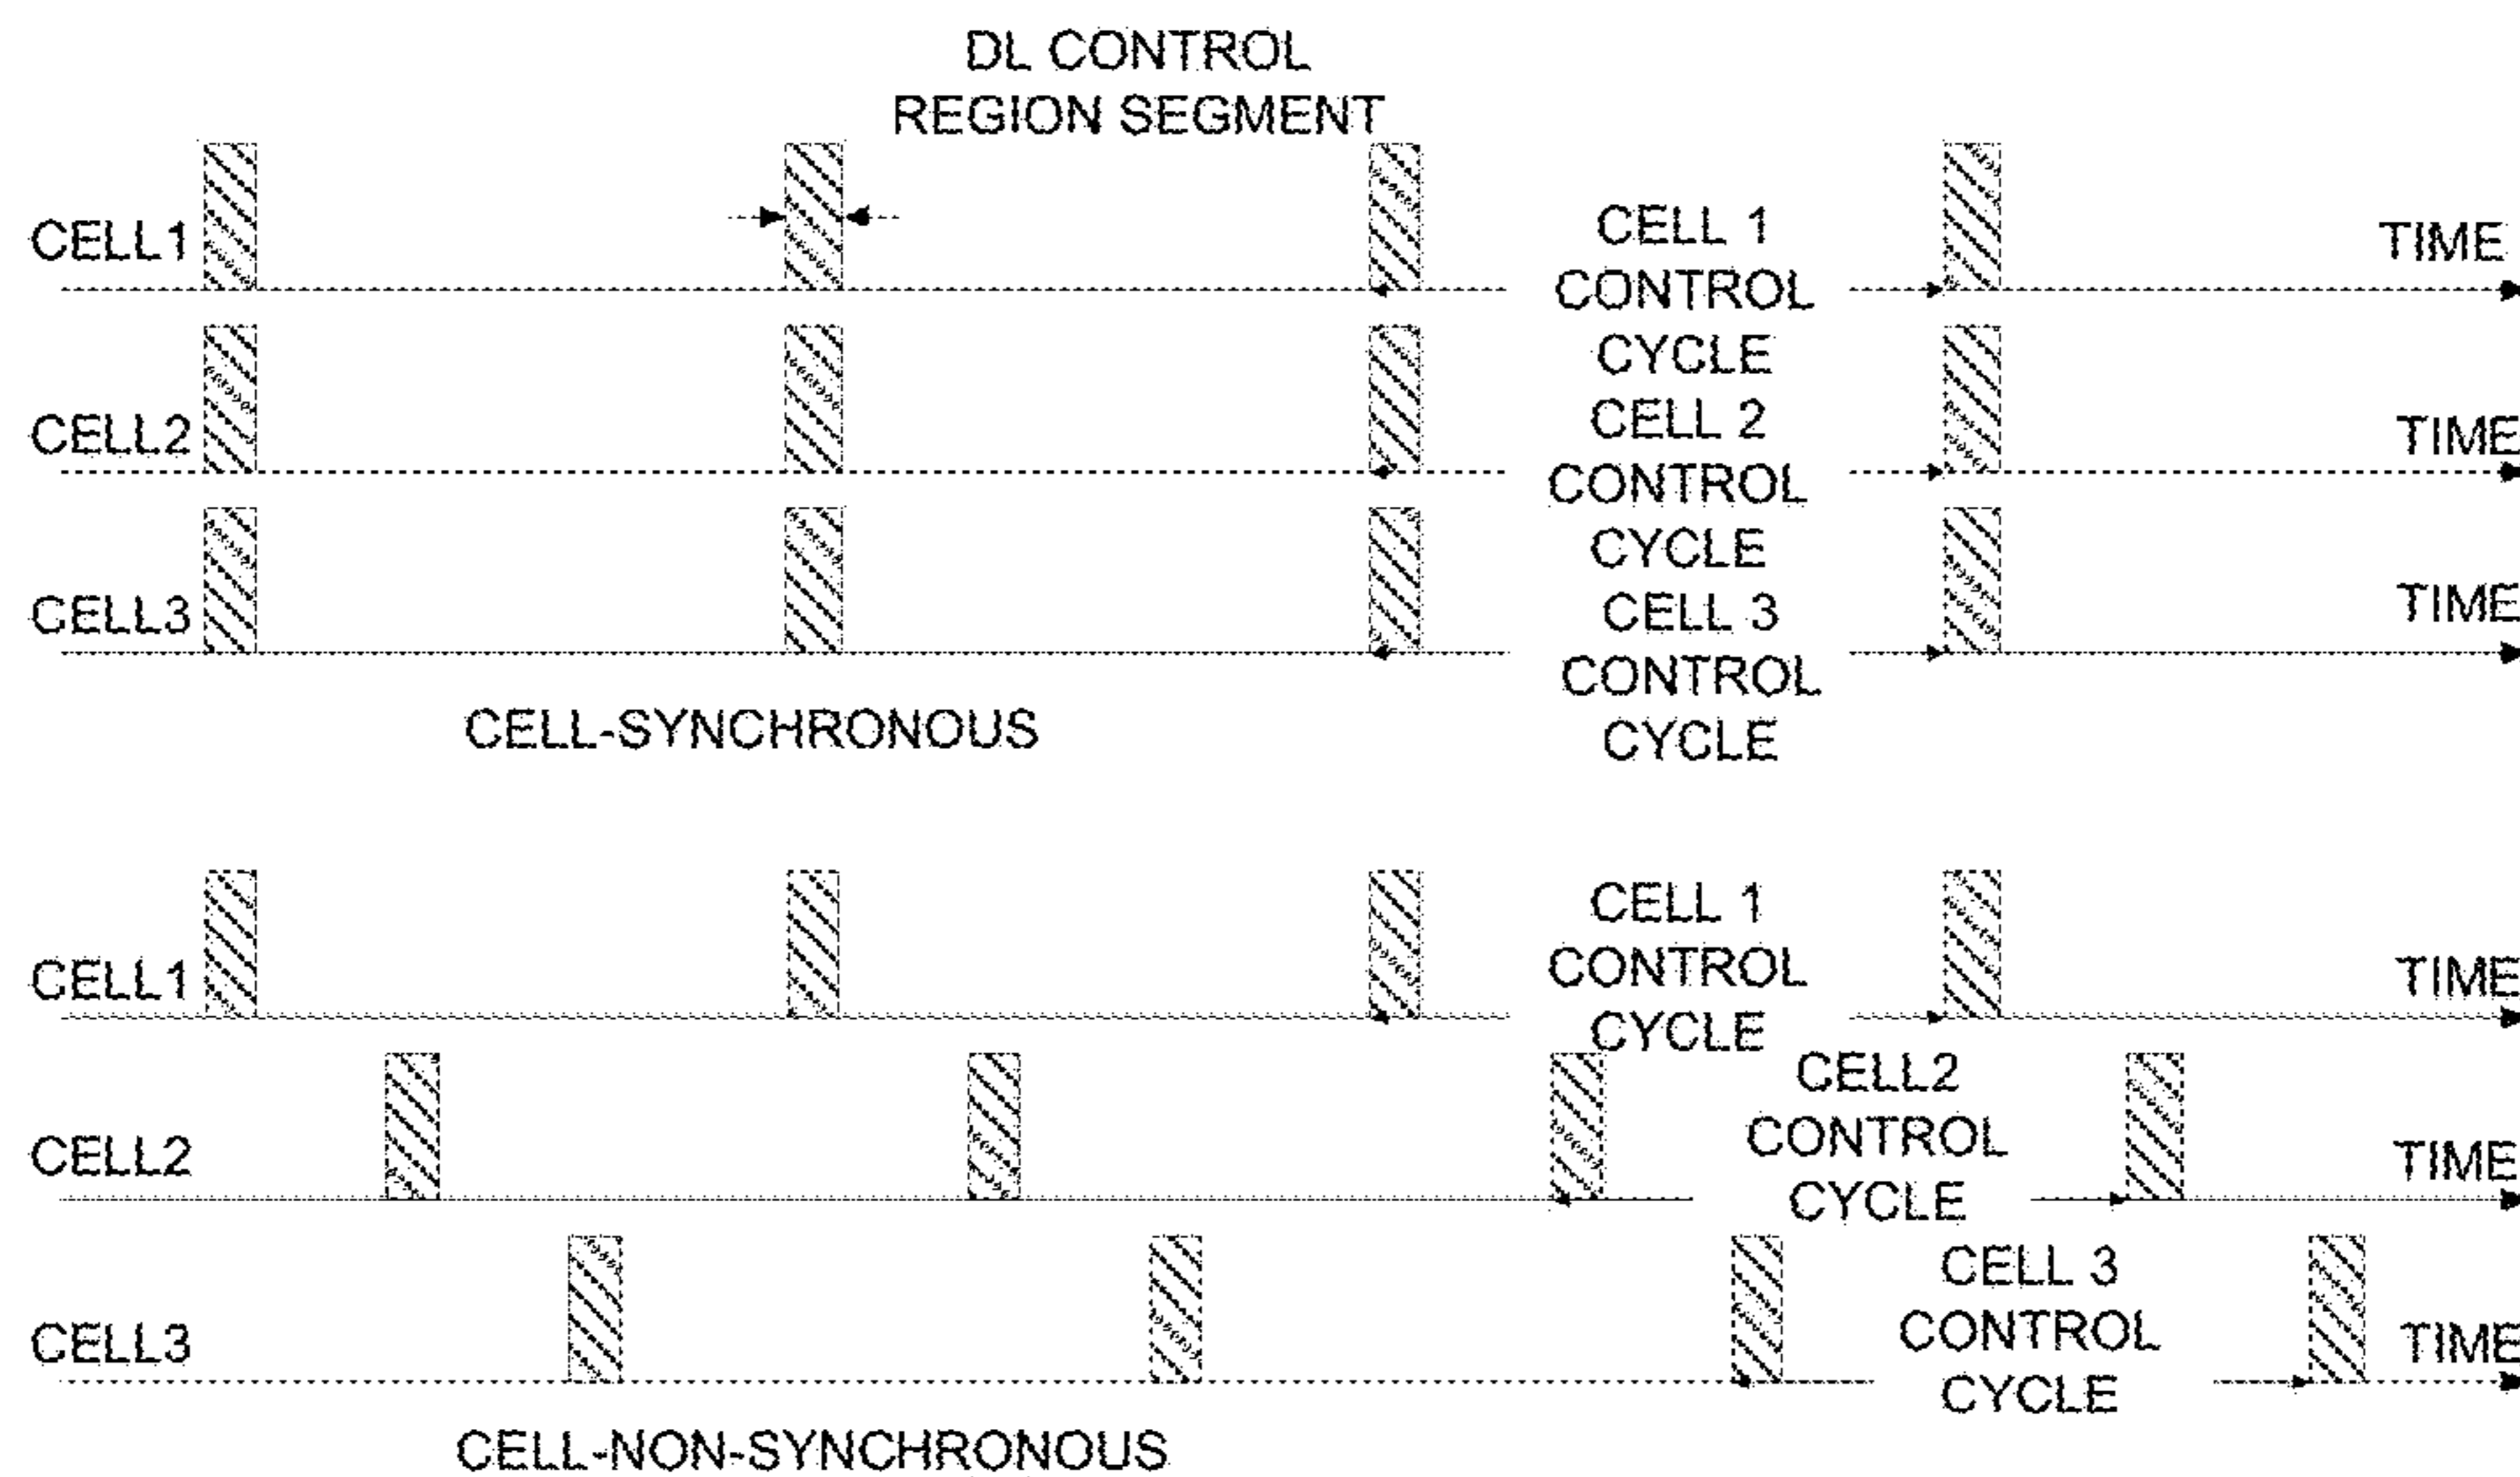 DL CONTROL
REGION SEGMENT
CELL1
CELL 1
CONTROL
CYCLE
TIME
CELL2
CELL 2
CONTROL
CYCLE
TIME
CELL3
CELL 3
CONTROL
CYCLE
TIME
CELL-SYNCHRONOUS
CELL1
CELL 1
CONTROL
CYCLE
TIME
CELL2
CELL2
CONTROL
CYCLE
TIME
CELL3
CELL 3
CONTROL
CYCLE
TIME
CELL-NON-SYNCHRONOUS